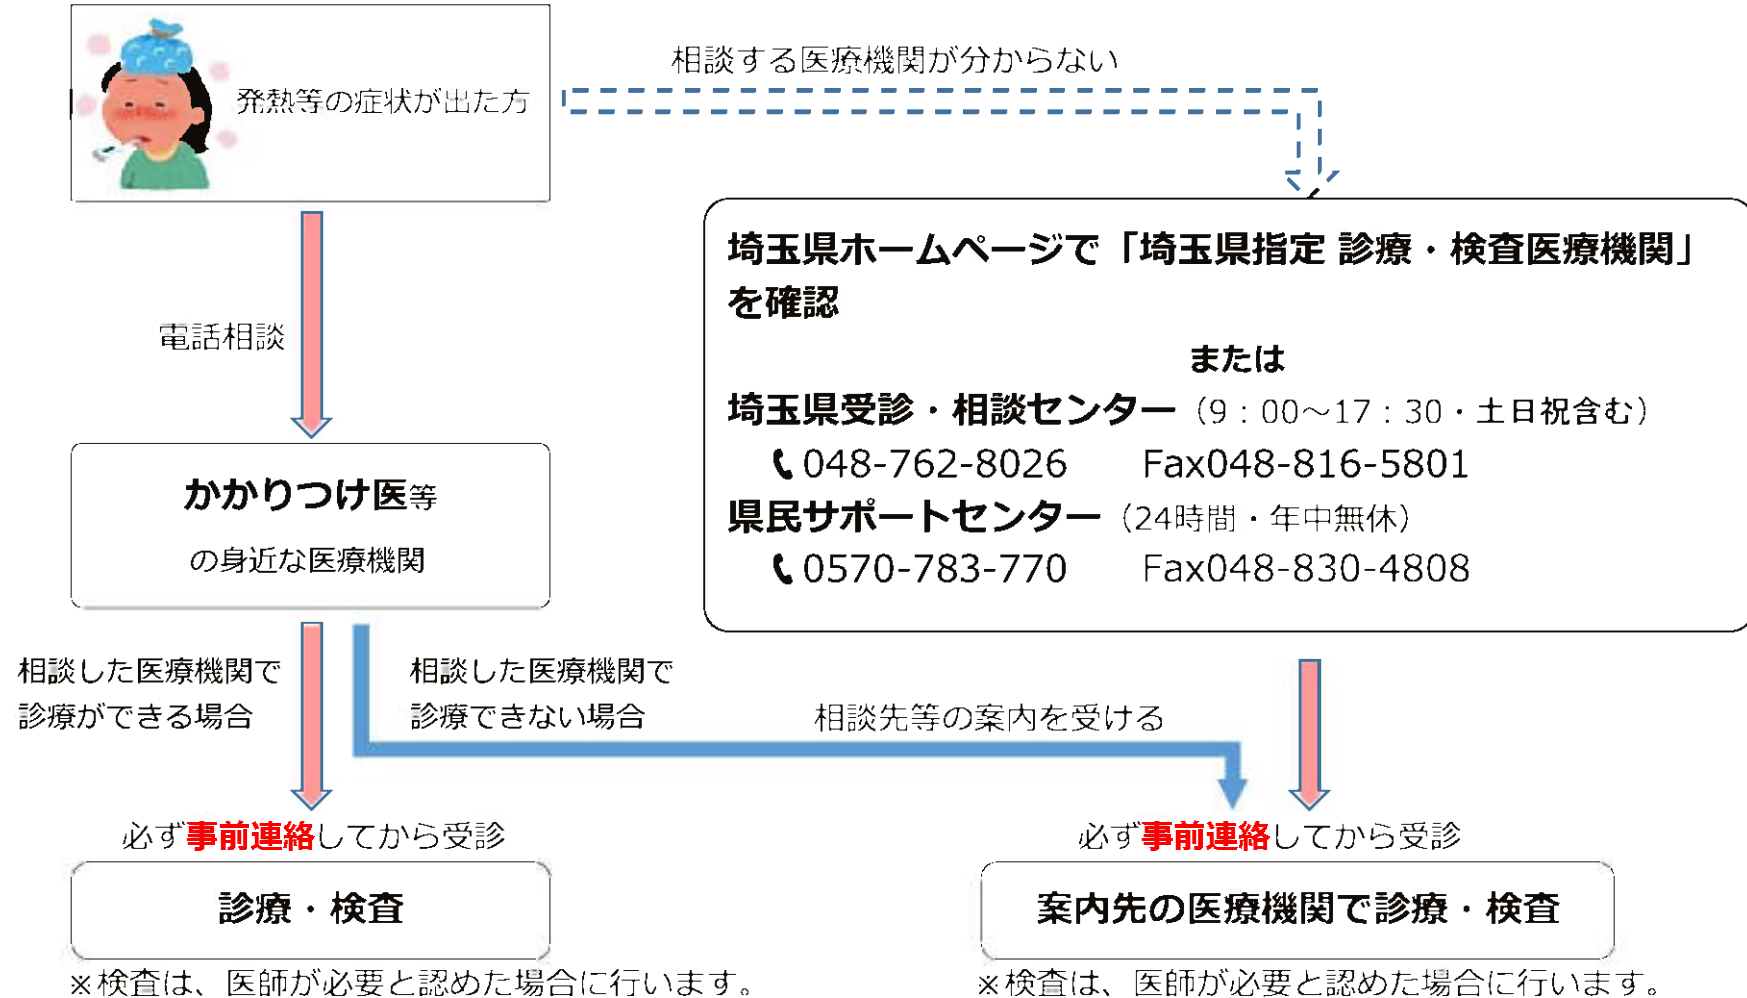 相談する医療機関が分からない
発熱等の症状が出た方
埼玉県ホームページで「埼玉県指定 診療・検査医療機関」
を確認
または
埼玉県受診・相談センター（9：00～17：30・土日祝含む）
048-762-8026　Fax048-816-5801
県民サポートセンター（24時間・年中無休）
0570-783-770　Fax048-830-4808
電話相談
かかりつけ医等
の身近な医療機関
相談した医療機関で
診療ができる場合
相談した医療機関で
診療できない場合
相談先等の案内を受ける
必ず事前連絡してから受診
診療・検査
※検査は、医師が必要と認めた場合に行います。
必ず事前連絡してから受診
案内先の医療機関で診療・検査
※検査は、医師が必要と認めた場合に行います。